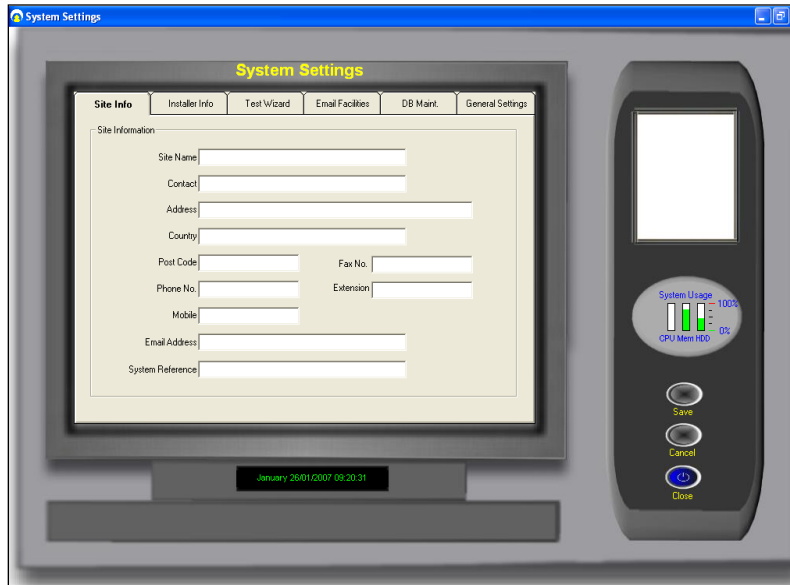 System Settings
System Settings
Site Info Installer Info Test Wizard Email Facilities DB Maint. General Settings
Site Information
Site Name
Contact
Address
Country
Post Code Fax No.
Phone No. Extension
Mobile
Email Address
System Reference
System Usage
100%
0%
CPU Mem HDD
Save
Cancel
Close
January 26/01/2007 09:20:31